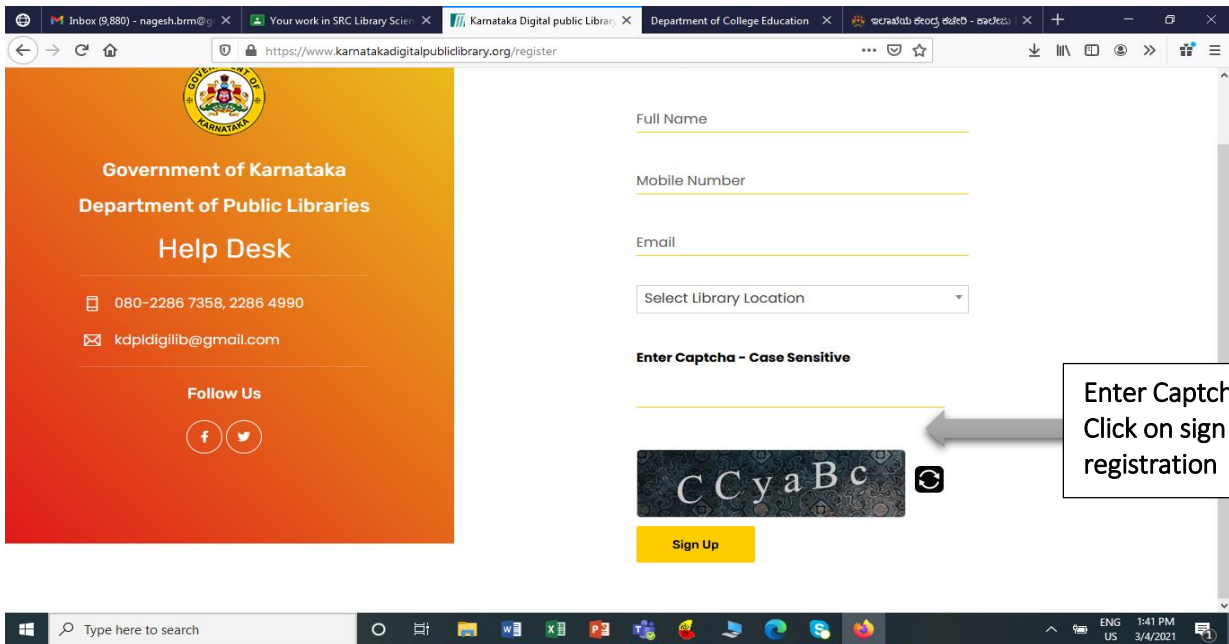 Inbox (9,880) - nagesh.brm@g
Your work in SRC Library Scien
Karnataka Digital public Library
Department of College Education
ಇಲಾಖೆಯ ಕೇಂದ್ರ ಕಚೇರಿ - ಕಾಲೇಜು
https://www.karnatakadigitalpubliclibrary.org/register
GOVERNMENT OF
KARNATAKA
Government of Karnataka
Department of Public Libraries
Help Desk
080-2286 7358, 2286 4990
kdpldigilib@gmail.com
Follow Us
Full Name
Mobile Number
Email
Select Library Location
Enter Captcha - Case Sensitive
CCyaBc
Sign Up
Enter Captch
Click on sign
registration
Type here to search
ENG
US
1:41 PM
3/4/2021